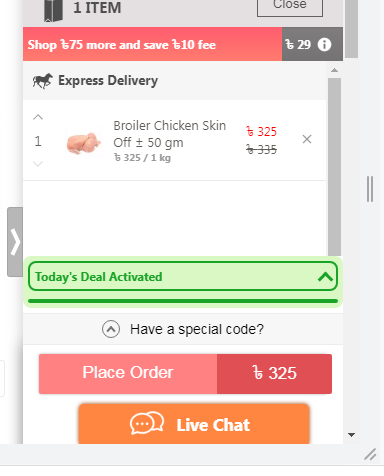 1 ITEM
Close
Shop ৳75 more and save ৳10 fee
৳ 29
Express Delivery
1
Broiler Chicken Skin
Off ± 50 gm
৳ 325 / 1 kg
৳ 325
৳ 335
Today's Deal Activated
Have a special code?
Place Order
৳ 325
Live Chat